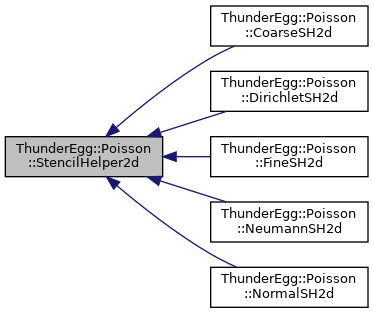 ThunderEgg::Poisson
::StencilHelper2d
ThunderEgg::Poisson
::CoarseSH2d
ThunderEgg::Poisson
::DirichletSH2d
ThunderEgg::Poisson
::FineSH2d
ThunderEgg::Poisson
::NeumannSH2d
ThunderEgg::Poisson
::NormalSH2d